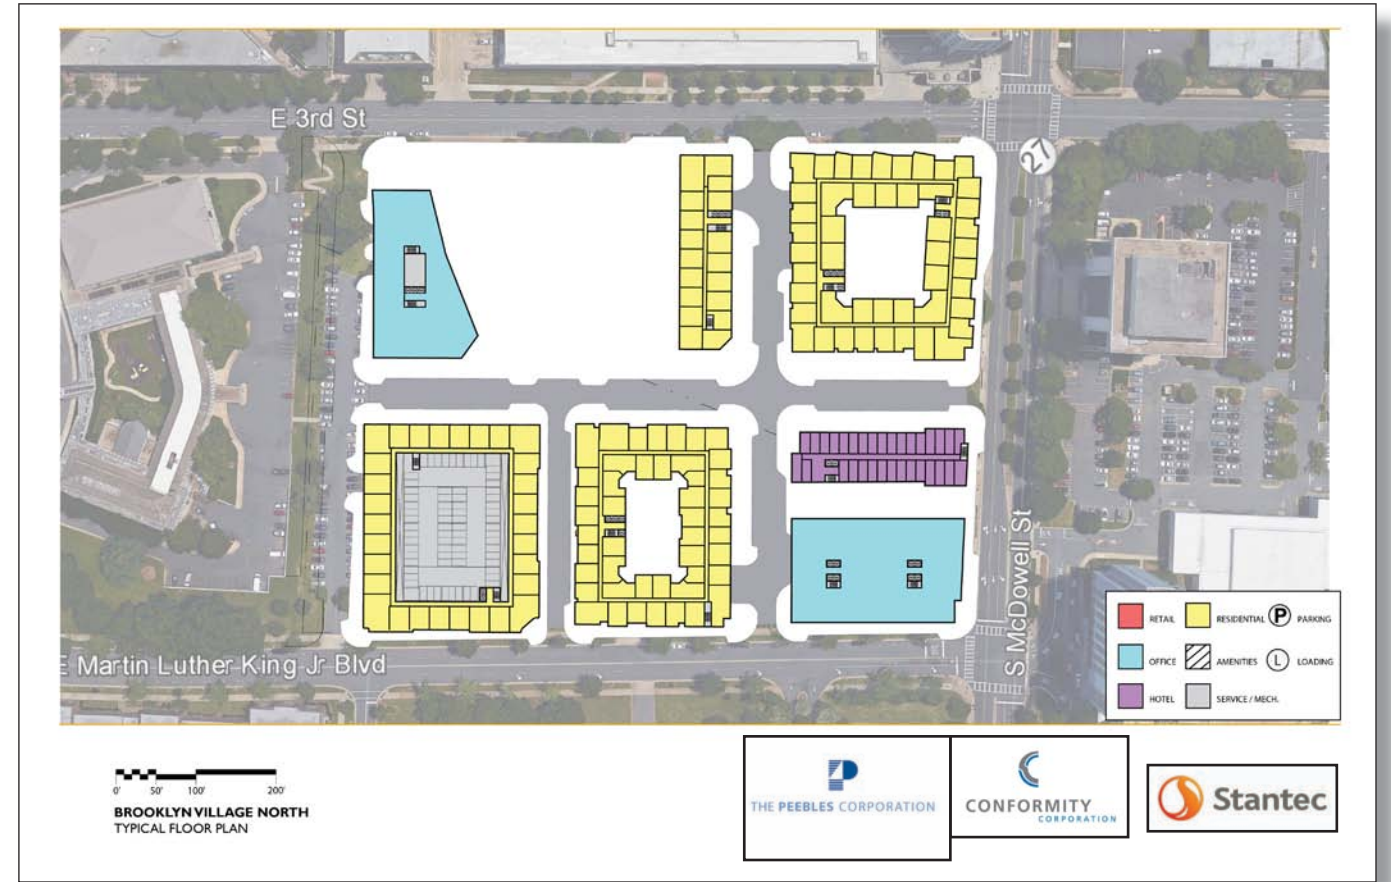 E 3rd St
27
S McDowell St
E Martin Luther King Jr Blvd
RETAIL
RESIDENTIAL
P
PARKING
OFFICE
AMENITIES
L
LOADING
HOTEL
SERVICE / MECH.
0'
50'
100'
200'
BROOKLYN VILLAGE NORTH
TYPICAL FLOOR PLAN
P
THE PEEBLES CORPORATION
CONFORMITY
CORPORATION
Stantec